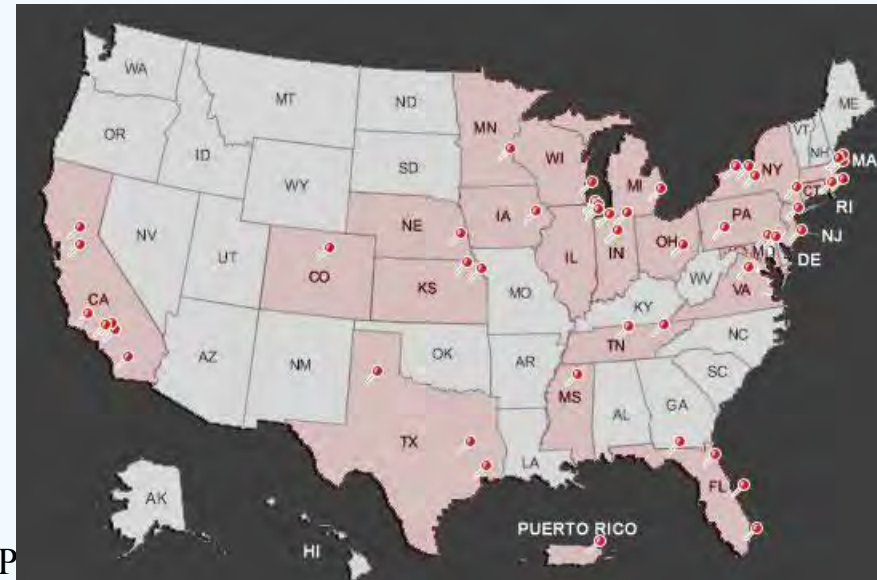 WA
MT
ND
MN
ME
VT
NH
OR
ID
SD
WI
MI
NY
MA
WY
CT
RI
NE
IA
PA
NJ
NV
UT
CO
IL
IN
OH
MD
DE
CA
KS
MO
WV
VA
KY
NC
AZ
NM
OK
AR
TN
SC
MS
AL
GA
TX
LA
FL
AK
HI
PUERTO RICO
P